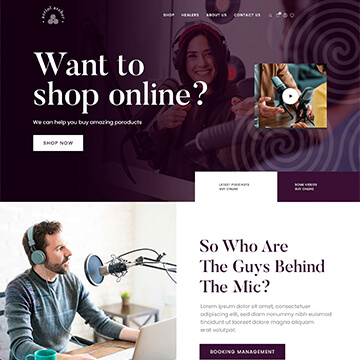 SHOP HEALERS ABOUT US CONTACT US
Want to
shop online?
We can help you buy amazing poroducts
SHOP NOW
LATEST PODCASTS
BUY ONLINE
SOME VIDEOS
BUY ONLINE
So Who Are
The Guys Behind
The Mic?
Lorem ipsum dolor sit amet, consectetuer
adipiscing elit, sed diam nonummy nibh
euismod tincidunt ut laoreet dolore magna
aliquam erat volutpat.
BOOKING MANAGEMENT